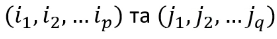 (i₁, i₂, … iₚ) та (j₁, j₂, … j_q)